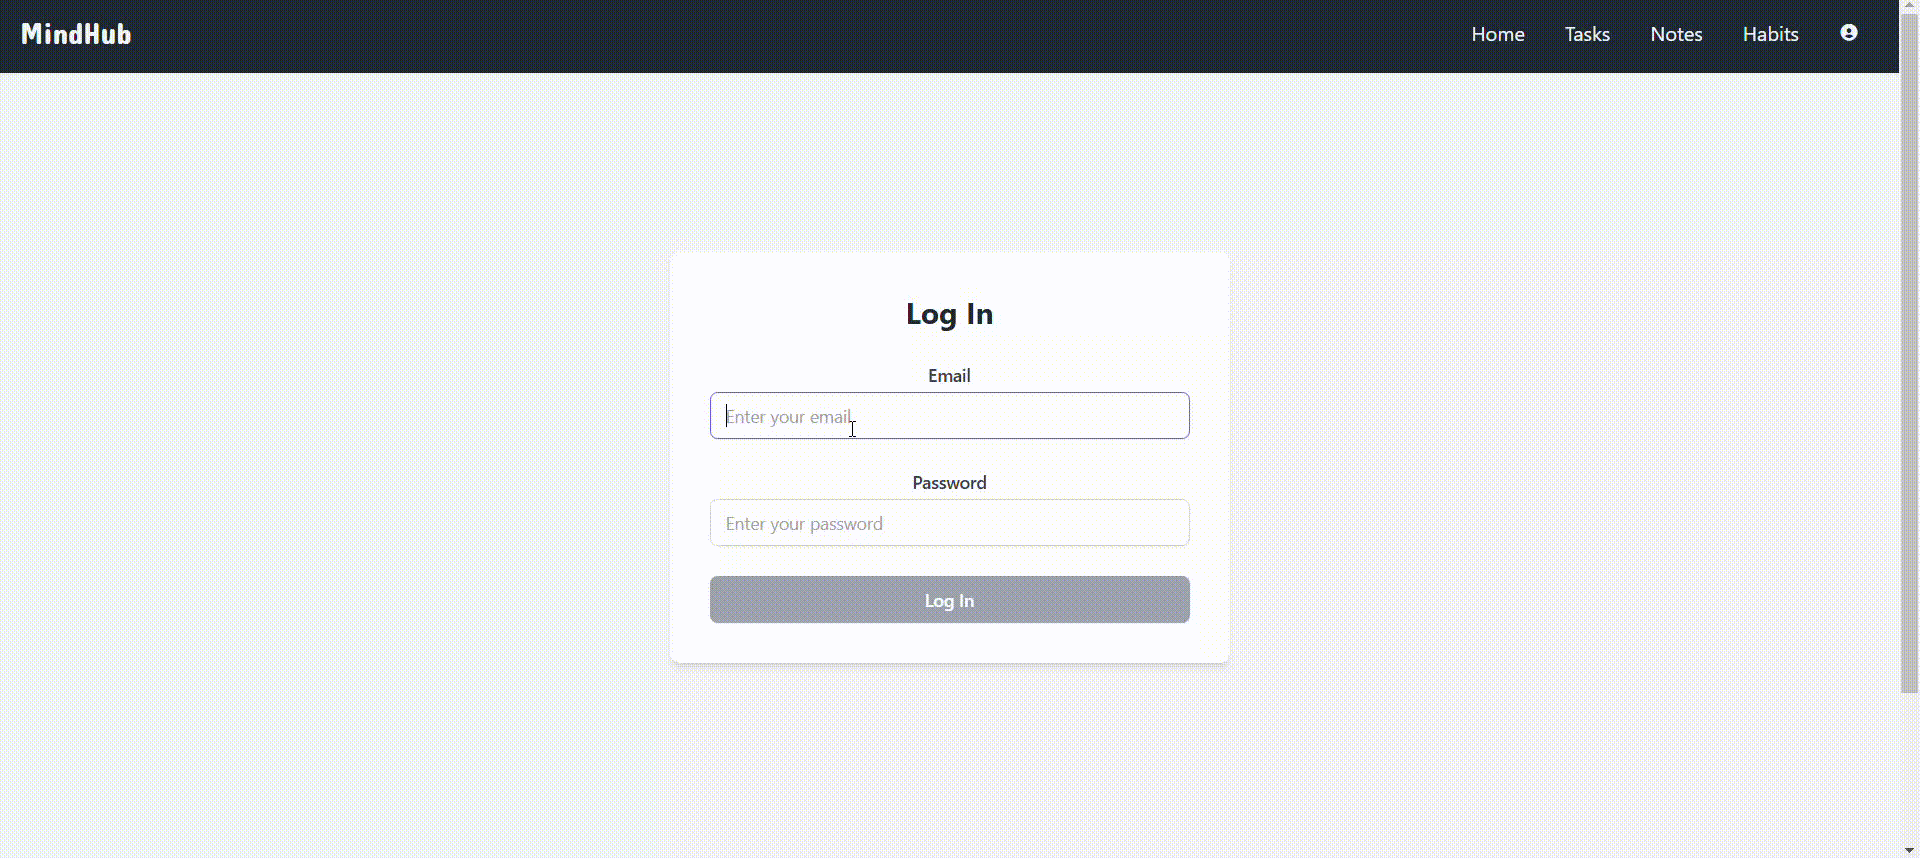 MindHub
Home Tasks Notes Habits
Log In
Email
Enter your email
Password
Enter your password
Log In